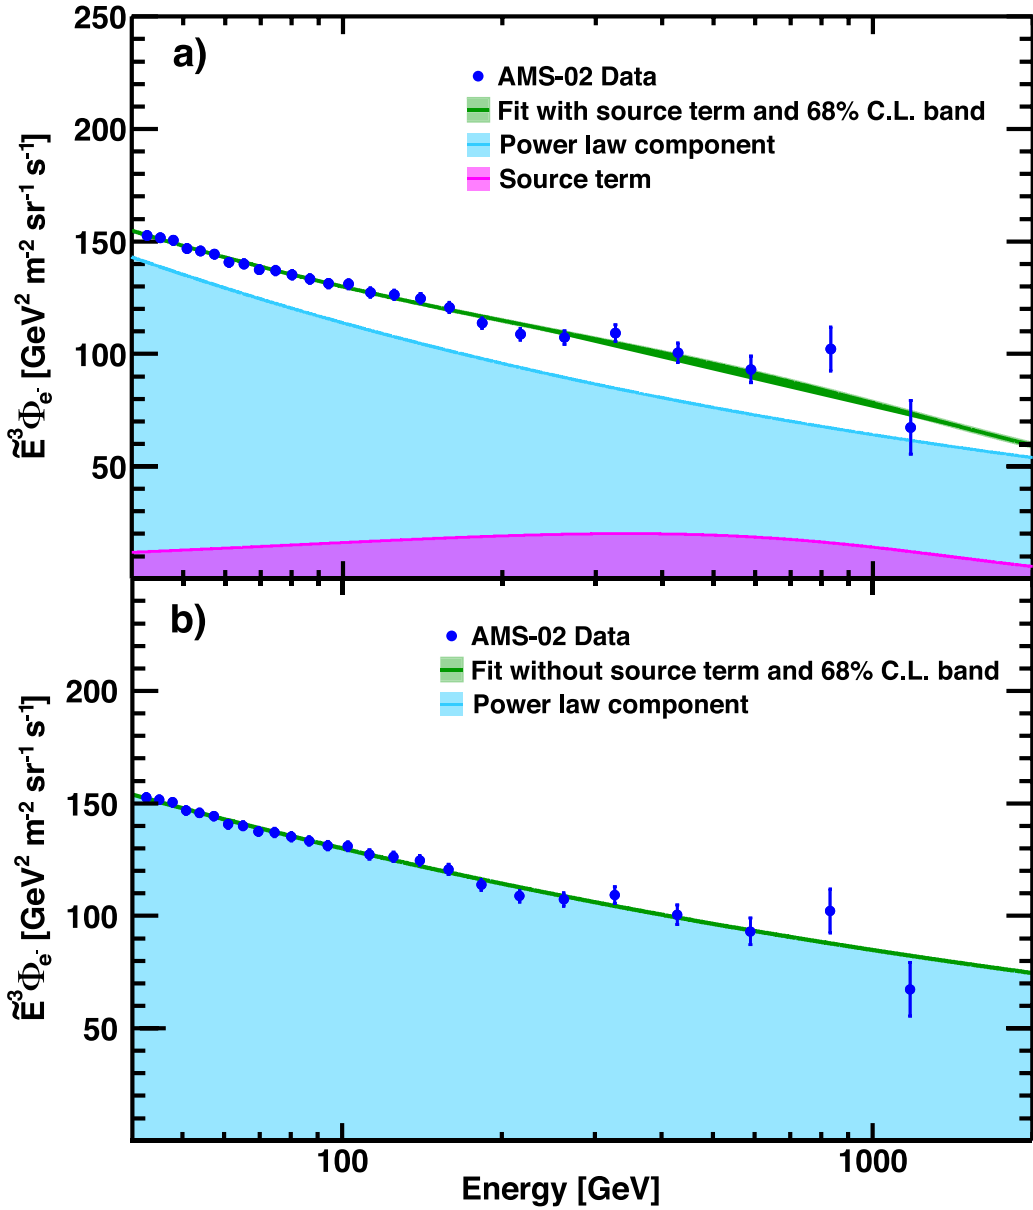 a)
250
200
150
100
50
AMS-02 Data
Fit with source term and 68% C.L. band
Power law component
Source term
Ẽ³Φe⁻ [GeV² m⁻² sr⁻¹ s⁻¹]
b)
200
150
100
50
AMS-02 Data
Fit without source term and 68% C.L. band
Power law component
Ẽ³Φe⁻ [GeV² m⁻² sr⁻¹ s⁻¹]
100
1000
Energy [GeV]